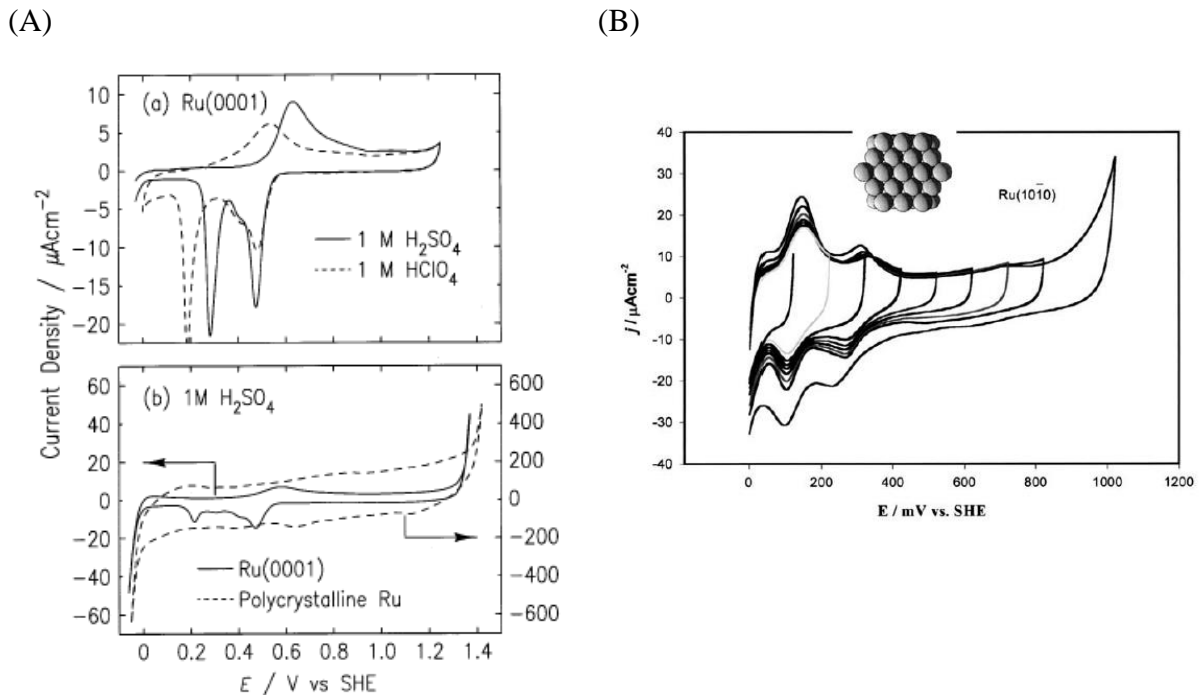 (A)
(B)
(a) Ru(0001)
1 M H₂SO₄
1 M HClO₄
10
5
0
-5
-10
-15
-20
Current Density / μAcm⁻²
(b) 1M H₂SO₄
Ru(0001)
Polycrystalline Ru
60
40
20
0
-20
-40
-60
600
400
200
0
-200
-400
-600
0 0.2 0.4 0.6 0.8 1.0 1.2 1.4
E / V vs SHE
Ru(101̄0)
40
30
20
10
0
-10
-20
-30
-40
j / μAcm⁻²
0 200 400 600 800 1000 1200
E / mV vs. SHE